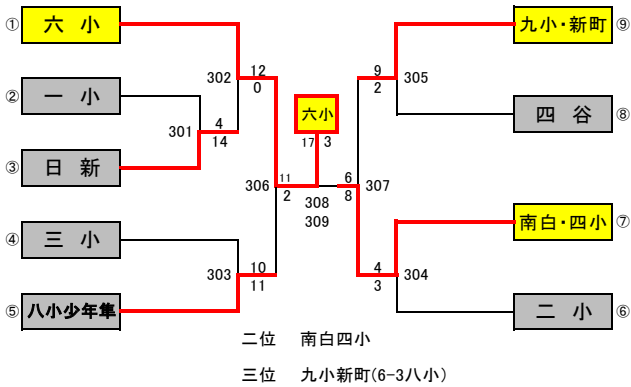 ① 六 小
② 一 小
③ 日 新
④ 三 小
⑤ 八小少年隼
302
12
0
301
4
14
303
10
11
306
11
2
六小
17 3
308
309
9
2
305
6
8
307
4
3
304
九小・新町 ⑨
四 谷 ⑧
南白・四小 ⑦
二 小 ⑥
二位 南白四小
三位 九小新町(6-3八小)